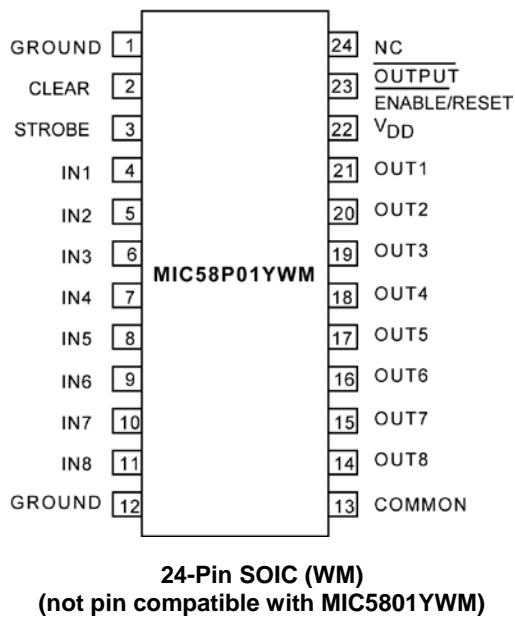 GROUND 1 24 NC
CLEAR 2 23 OUTPUT
ENABLE/RESET
STROBE 3 22 VDD
IN1 4 21 OUT1
IN2 5 20 OUT2
IN3 6 19 OUT3
MIC58P01YWM
IN4 7 18 OUT4
IN5 8 17 OUT5
IN6 9 16 OUT6
IN7 10 15 OUT7
IN8 11 14 OUT8
GROUND 12 13 COMMON
24-Pin SOIC (WM)
(not pin compatible with MIC5801YWM)